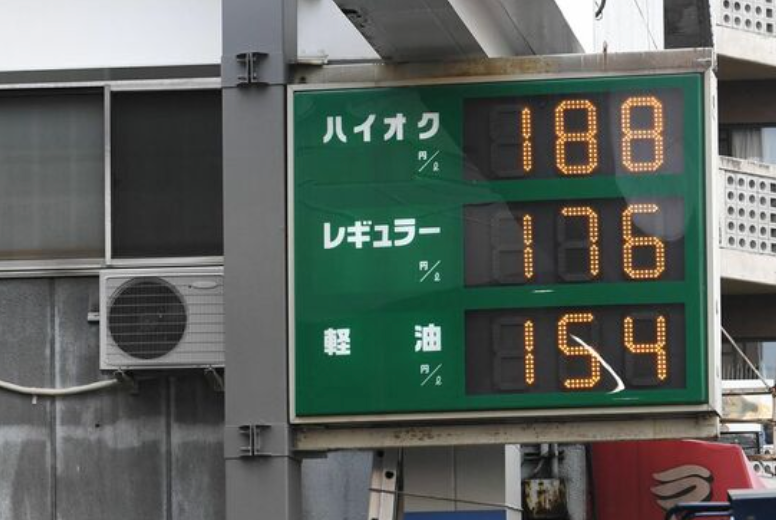 ハイオク 188
円/ℓ
レギュラー 176
円/ℓ
軽油 154
円/ℓ